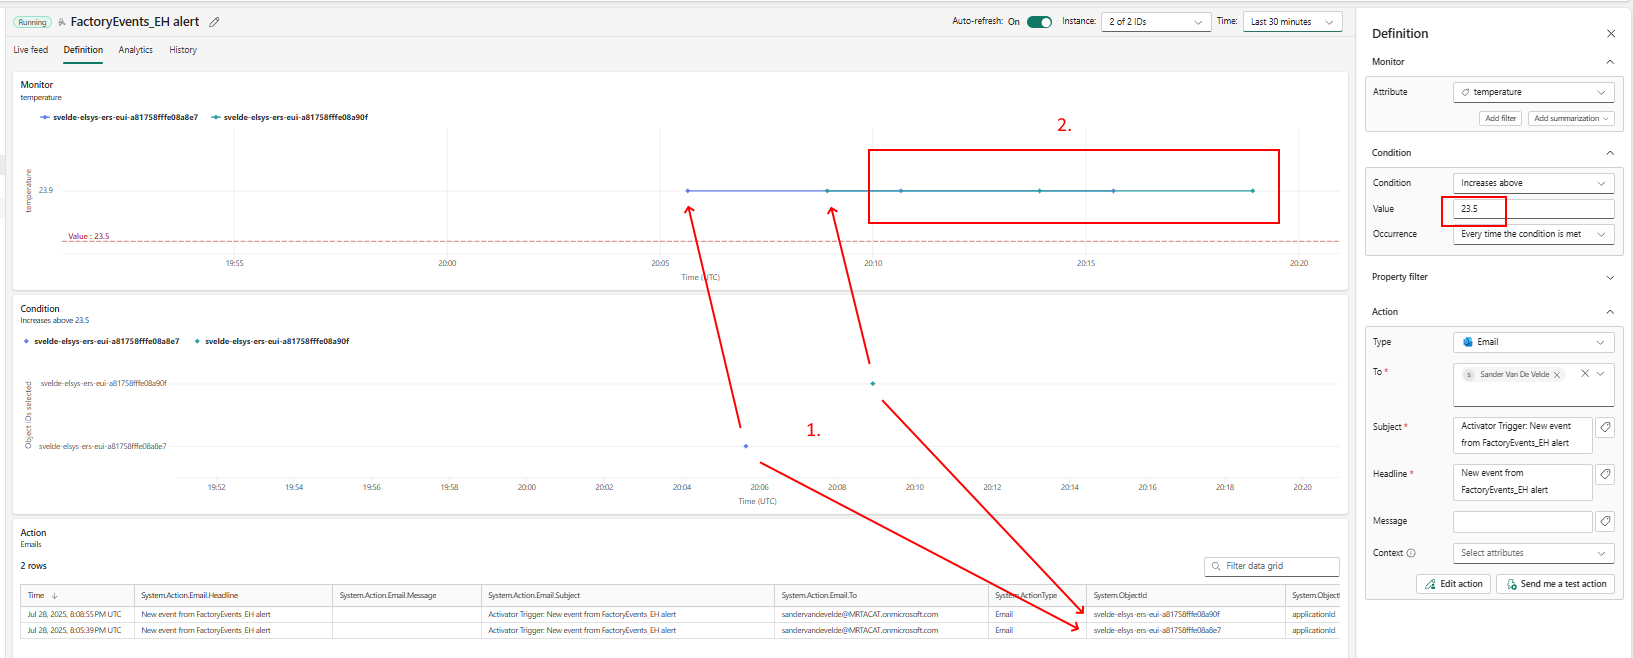 Running FactoryEvents_EH alert
Auto-refresh: On Instance: 2 of 2 IDs Time: Last 30 minutes
Live feed Definition Analytics History
Monitor
temperature
svelde-elsys-ers-eui-a81758fffe08a8e7 svelde-elsys-ers-eui-a81758fffe08a90f
2.
temperature
23.9
Value : 23.5
19:55 20:00 20:05 20:10 20:15 20:20
Time (UTC)
Condition
Increases above 23.5
svelde-elsys-ers-eui-a81758fffe08a8e7 svelde-elsys-ers-eui-a81758fffe08a90f
Object IDs selected
svelde-elsys-ers-eui-a81758fffe08a90f
1.
svelde-elsys-ers-eui-a81758fffe08a8e7
19:52 19:54 19:56 19:58 20:00 20:02 20:04 20:06 20:08 20:10 20:12 20:14 20:16 20:18 20:20
Time (UTC)
Action
Emails
2 rows
Filter data grid
Time System.Action.Email.Headline System.Action.Email.Message System.Action.Email.Subject System.Action.Email.To System.ActionType System.ObjectId System.Object
Jul 28, 2025, 8:08:55 PM UTC New event from FactoryEvents_EH alert Activator Trigger: New event from FactoryEvents_EH alert sandervandevelde@MRTACAT.onmicrosoft.com Email svelde-elsys-ers-eui-a81758fffe08a90f applicationId
Jul 28, 2025, 8:05:39 PM UTC New event from FactoryEvents_EH alert Activator Trigger: New event from FactoryEvents_EH alert sandervandevelde@MRTACAT.onmicrosoft.com Email svelde-elsys-ers-eui-a81758fffe08a8e7 applicationId
Definition
Monitor
Attribute temperature
Add filter Add summarization
Condition
Condition Increases above
Value 23.5
Occurrence Every time the condition is met
Property filter
Action
Type Email
To * S Sander Van De Velde
Subject * Activator Trigger: New event
from FactoryEvents_EH alert
Headline * New event from
FactoryEvents_EH alert
Message
Context Select attributes
Edit action Send me a test action